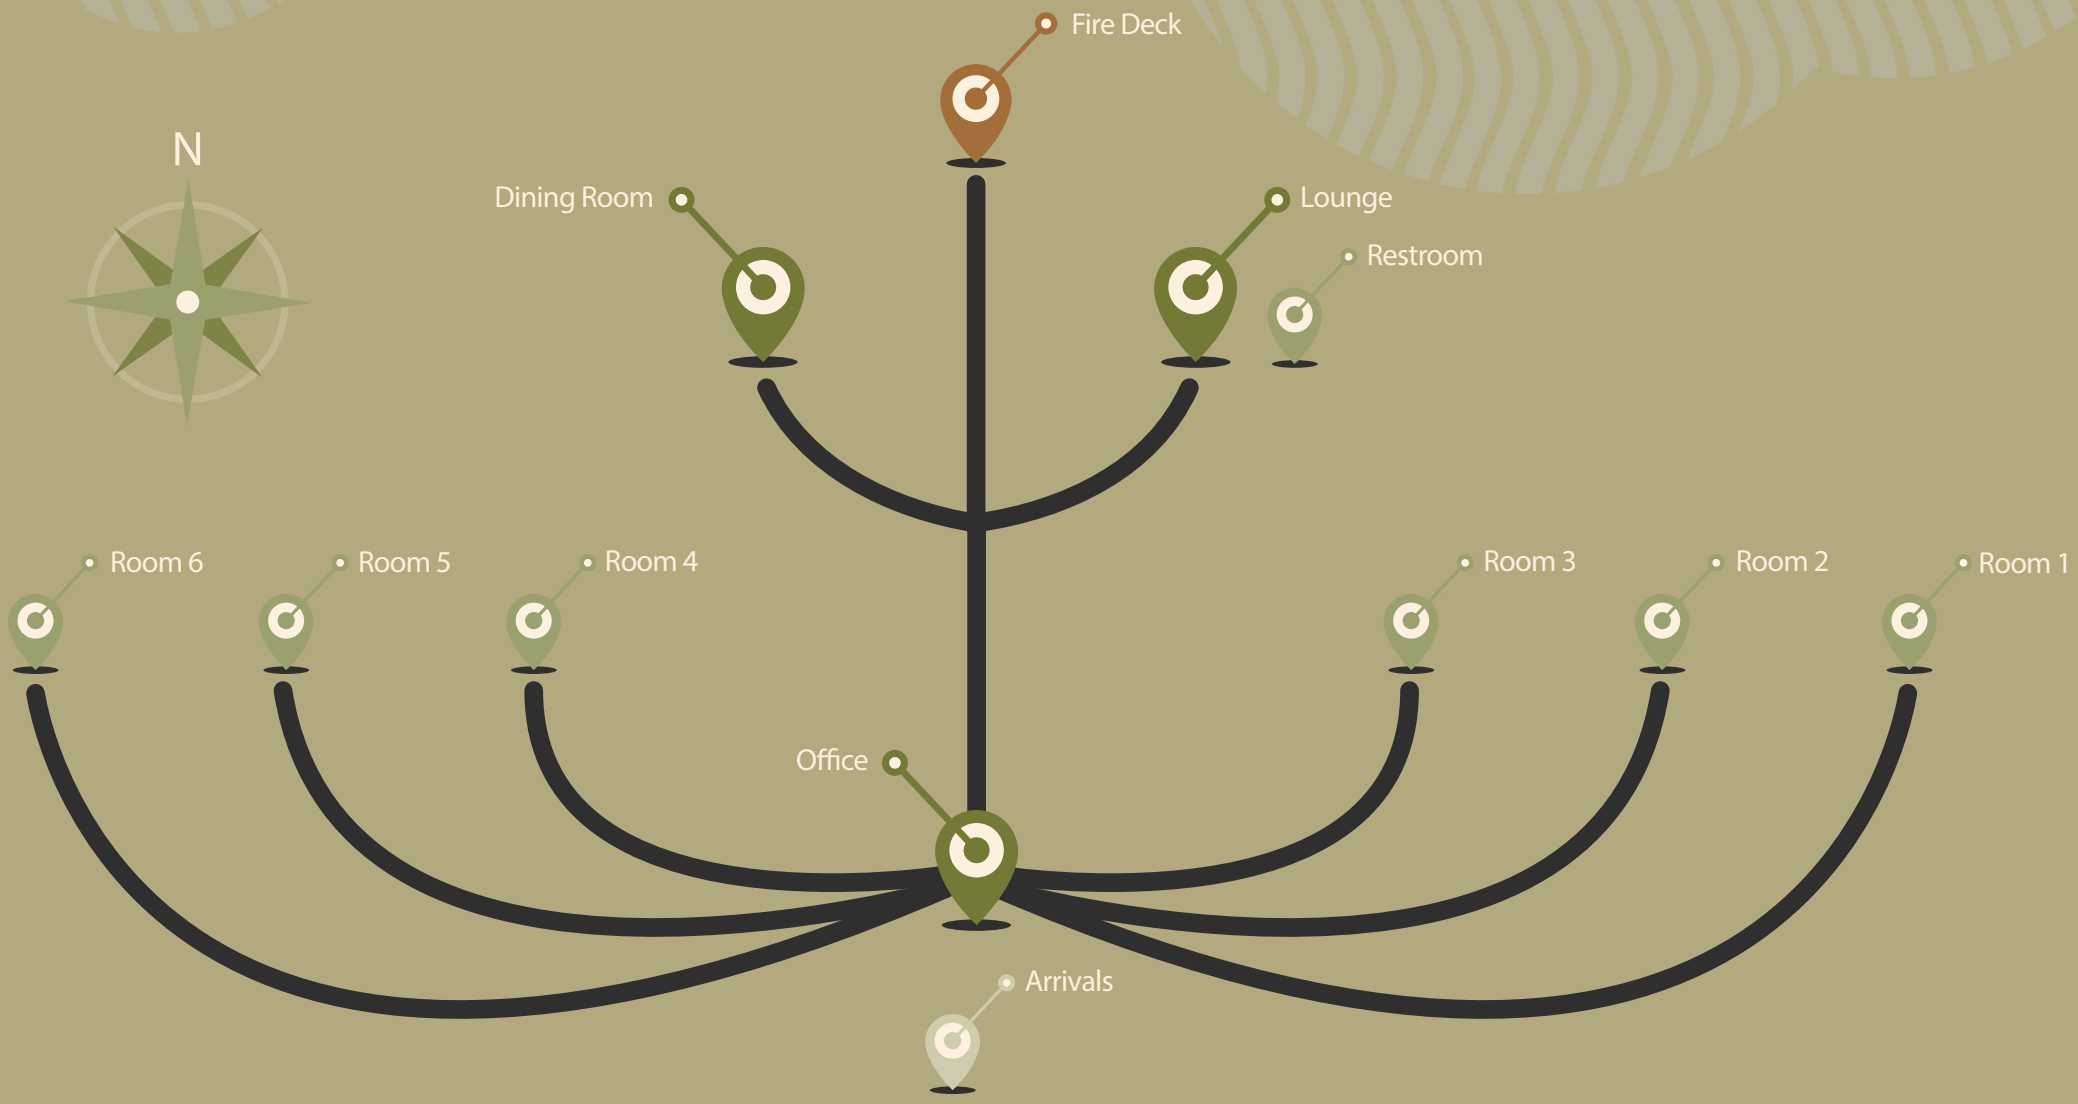 Fire Deck
N
Dining Room
Lounge
Restroom
Room 6
Room 5
Room 4
Room 3
Room 2
Room 1
Office
Arrivals